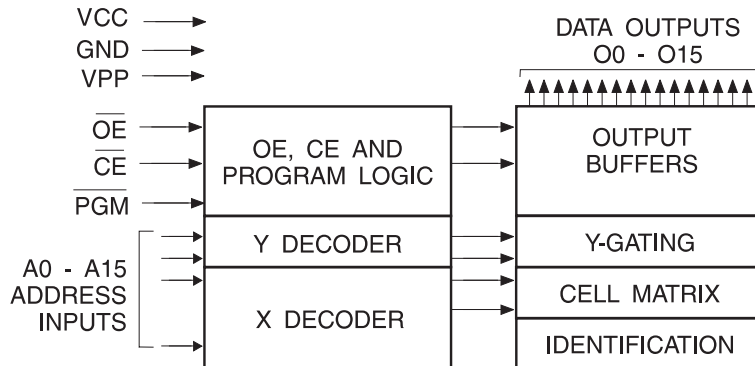 VCC
GND
VPP
OE
CE
PGM
A0 - A15
ADDRESS
INPUTS
OE, CE AND
PROGRAM LOGIC
Y DECODER
X DECODER
DATA OUTPUTS
O0 - O15
OUTPUT
BUFFERS
Y-GATING
CELL MATRIX
IDENTIFICATION